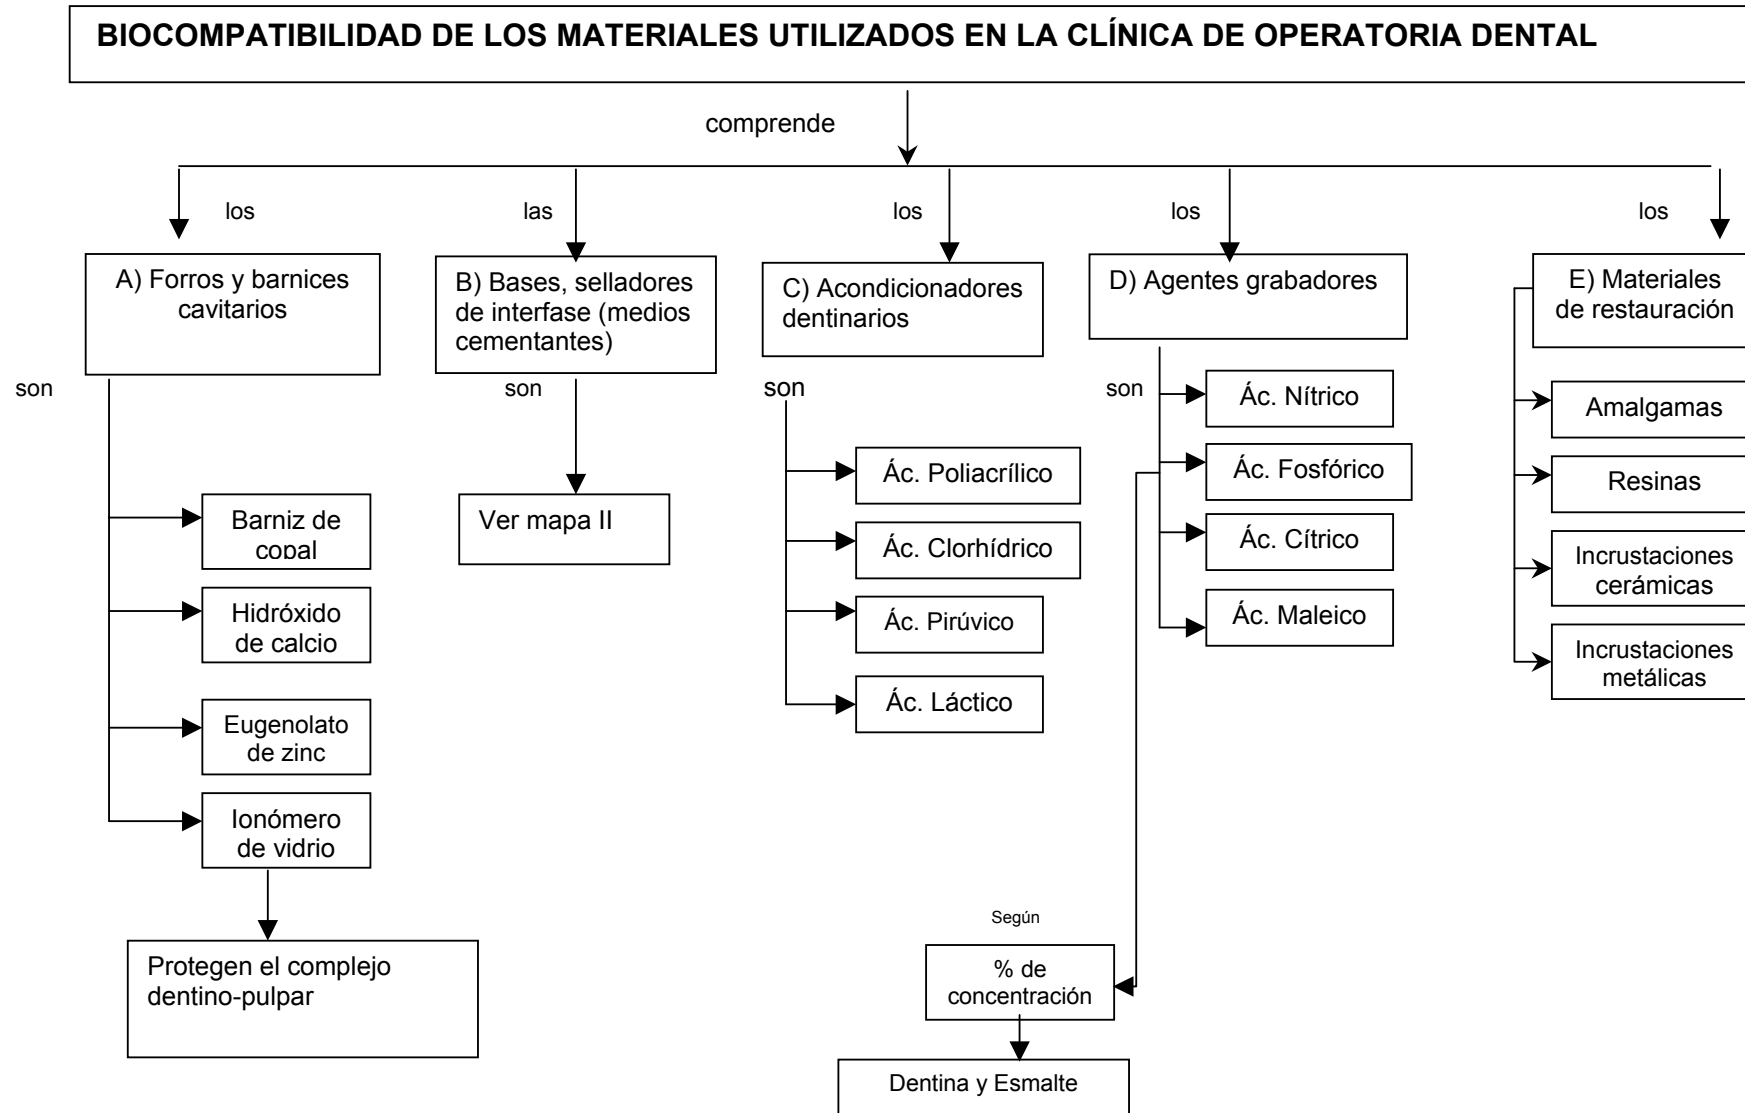 BIOCOMPATIBILIDAD DE LOS MATERIALES UTILIZADOS EN LA CLÍNICA DE OPERATORIA DENTAL
comprende
los
las
los
los
los
A) Forros y barnices
cavitarios
B) Bases, selladores
de interfase (medios
cementantes)
C) Acondicionadores
dentinarios
D) Agentes grabadores
E) Materiales
de restauración
son
son
son
son
Barniz de
copal
Hidróxido
de calcio
Eugenolato
de zinc
Ionómero
de vidrio
Protegen el complejo
dentino-pulpar
Ver mapa II
Ác. Poliacrílico
Ác. Clorhídrico
Ác. Pirúvico
Ác. Láctico
Ác. Nítrico
Ác. Fosfórico
Ác. Cítrico
Ác. Maleico
Según
% de
concentración
Dentina y Esmalte
Amalgamas
Resinas
Incrustaciones
cerámicas
Incrustaciones
metálicas